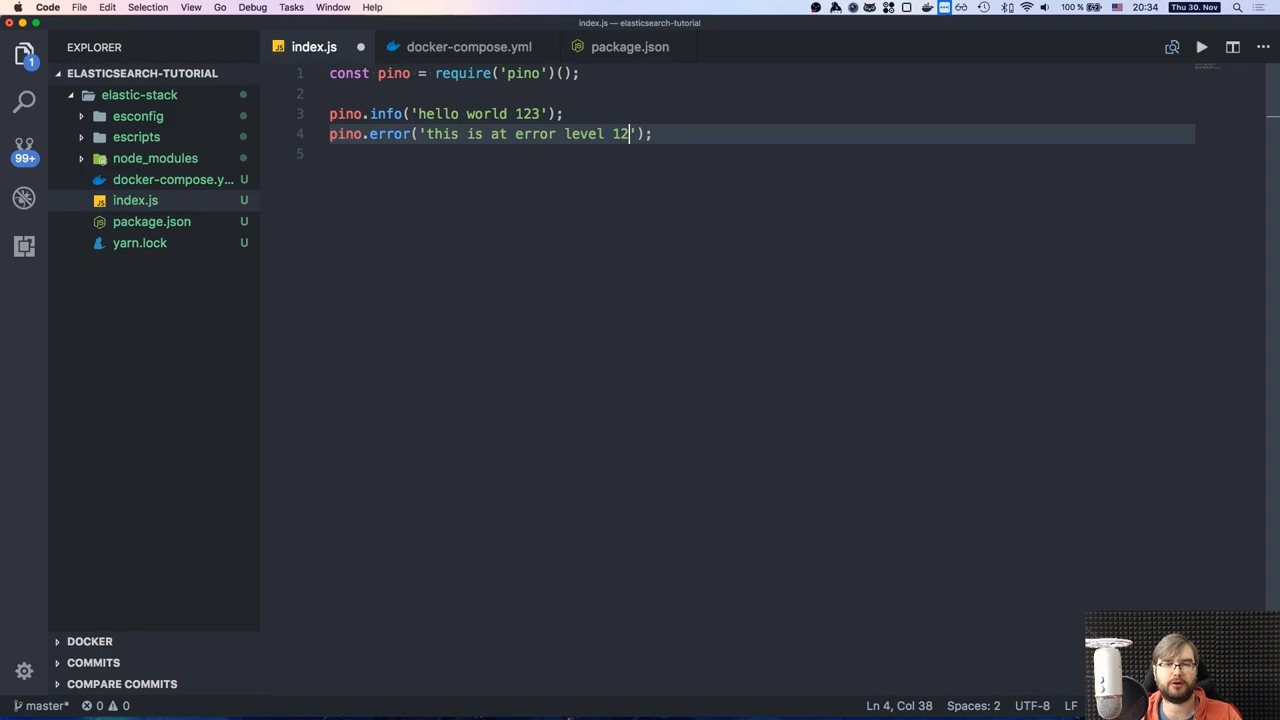 Code File Edit Selection View Go Debug Tasks Window Help 20:34 100 % Thu 30. Nov
index.js — elasticsearch-tutorial
EXPLORER
index.js
docker-compose.yml
package.json
ELASTICSEARCH-TUTORIAL
elastic-stack
esconfig
escripts
node_modules
docker-compose.y... U
index.js U
package.json U
yarn.lock U
1
99+
1 const pino = require('pino')();
2
3 pino.info('hello world 123');
4 pino.error('this is at error level 12');
5
DOCKER
COMMITS
COMPARE COMMITS
master* 0 0 Ln 4, Col 38 Spaces: 2 UTF-8 LF